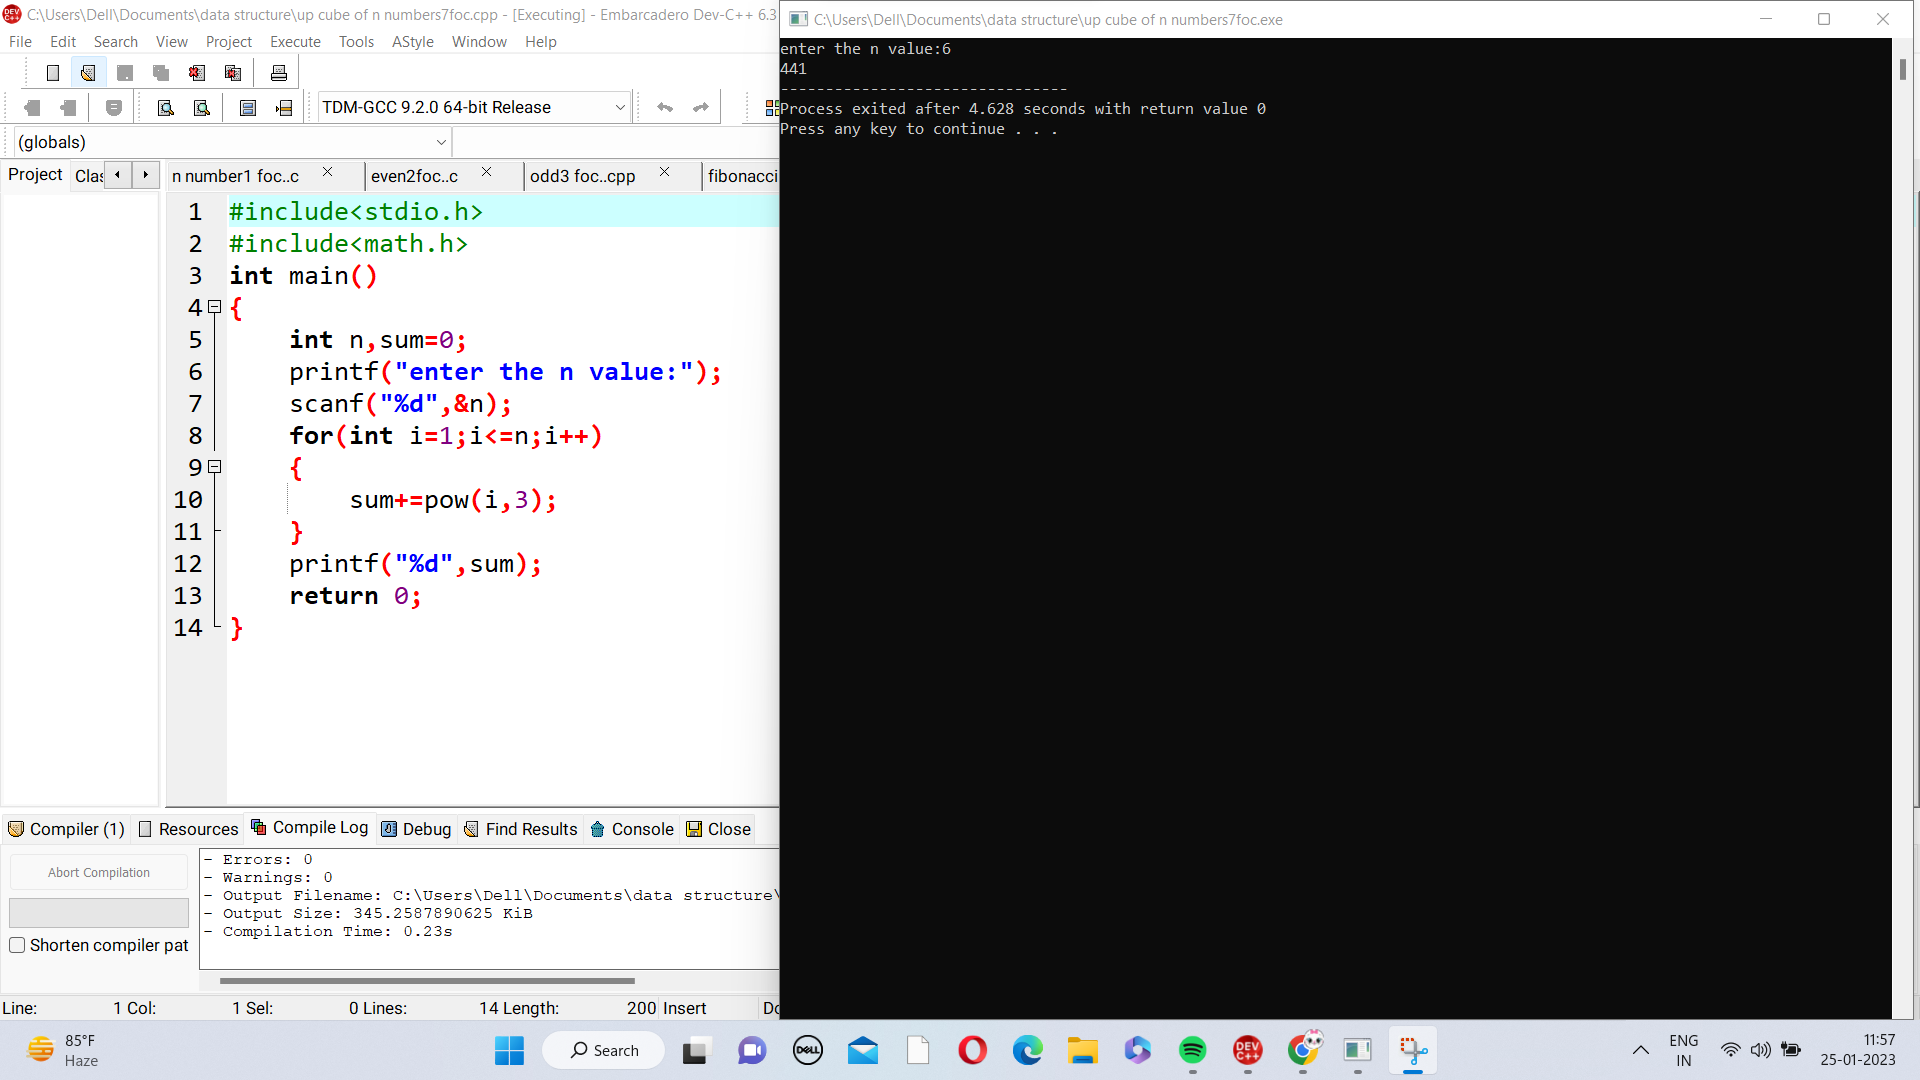 C:\Users\Dell\Documents\data structure\up cube of n numbers7foc.cpp - [Executing] - Embarcadero Dev-C++ 6.3
File Edit Search View Project Execute Tools AStyle Window Help
TDM-GCC 9.2.0 64-bit Release
(globals)
Project Clas
n number1 foc..c even2foc..c odd3 foc..cpp fibonacci
1 #include<stdio.h>
2 #include<math.h>
3 int main()
4 {
5 int n,sum=0;
6 printf("enter the n value:");
7 scanf("%d",&n);
8 for(int i=1;i<=n;i++)
9 {
10 sum+=pow(i,3);
11 }
12 printf("%d",sum);
13 return 0;
14 }
Compiler (1) Resources Compile Log Debug Find Results Console Close
Abort Compilation
Shorten compiler pat
- Errors: 0
- Warnings: 0
- Output Filename: C:\Users\Dell\Documents\data structure\
- Output Size: 345.2587890625 KiB
- Compilation Time: 0.23s
Line: 1 Col: 1 Sel: 0 Lines: 14 Length: 200 Insert Do
C:\Users\Dell\Documents\data structure\up cube of n numbers7foc.exe
enter the n value:6
441
--------------------------------
Process exited after 4.628 seconds with return value 0
Press any key to continue . . .
85°F
Haze
Search
DELL
DEV C++
ENG
IN
11:57
25-01-2023